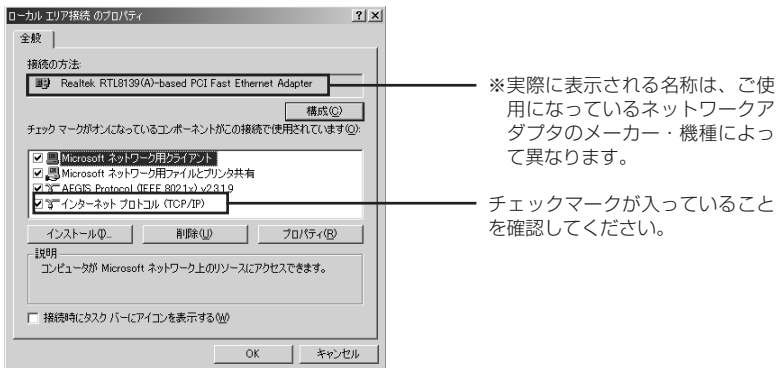 ローカル エリア接続 のプロパティ
全般
接続の方法:
Realtek RTL8139(A)-based PCI Fast Ethernet Adapter
構成(C)
チェック マークがオンになっているコンポーネントがこの接続で使用されています(O):
Microsoft ネットワーク用クライアント
Microsoft ネットワーク用ファイルとプリンタ共有
AEGIS Protocol (IEEE 802.1x) v2.3.1.9
インターネット プロトコル (TCP/IP)
インストール(I)...
削除(U)
プロパティ(R)
説明
コンピュータが Microsoft ネットワーク上のリソースにアクセスできます。
接続時にタスク バーにアイコンを表示する(W)
OK
キャンセル
※実際に表示される名称は、ご使
用になっているネットワークア
ダプタのメーカー・機種によっ
て異なります。
チェックマークが入っていること
を確認してください。